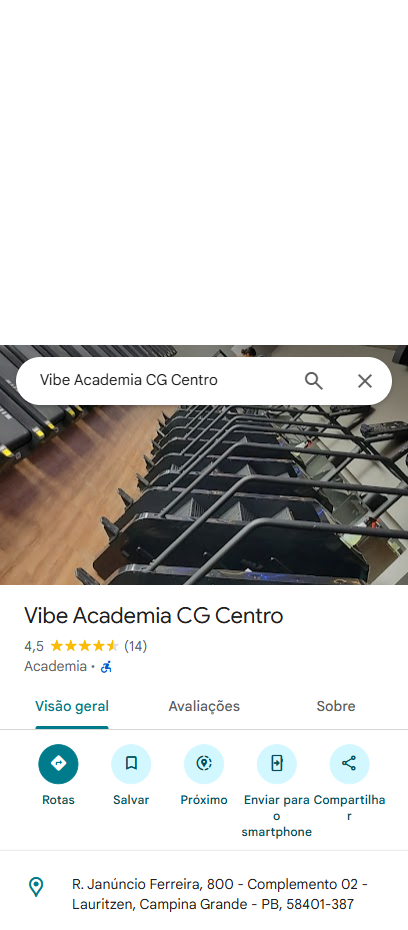 Vibe Academia CG Centro
Vibe Academia CG Centro
4,5 (14)
Academia ·
Visão geral Avaliações Sobre
Rotas Salvar Próximo Enviar para o smartphone Compartilhar
R. Janúncio Ferreira, 800 - Complemento 02 -
Lauritzen, Campina Grande - PB, 58401-387